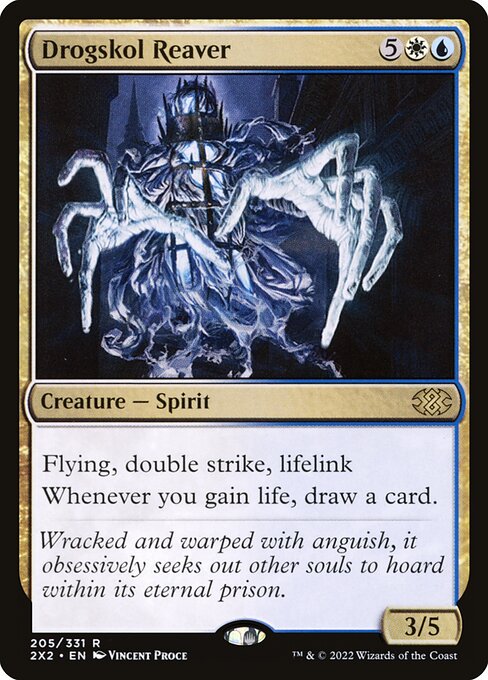 Drogskol Reaver 5
Creature — Spirit
Flying, double strike, lifelink
Whenever you gain life, draw a card.
Wracked and warped with anguish, it
obsessively seeks out other souls to hoard
within its eternal prison.
3/5
205/331 R
2X2 • EN Vincent Proce
™ & © 2022 Wizards of the Coast